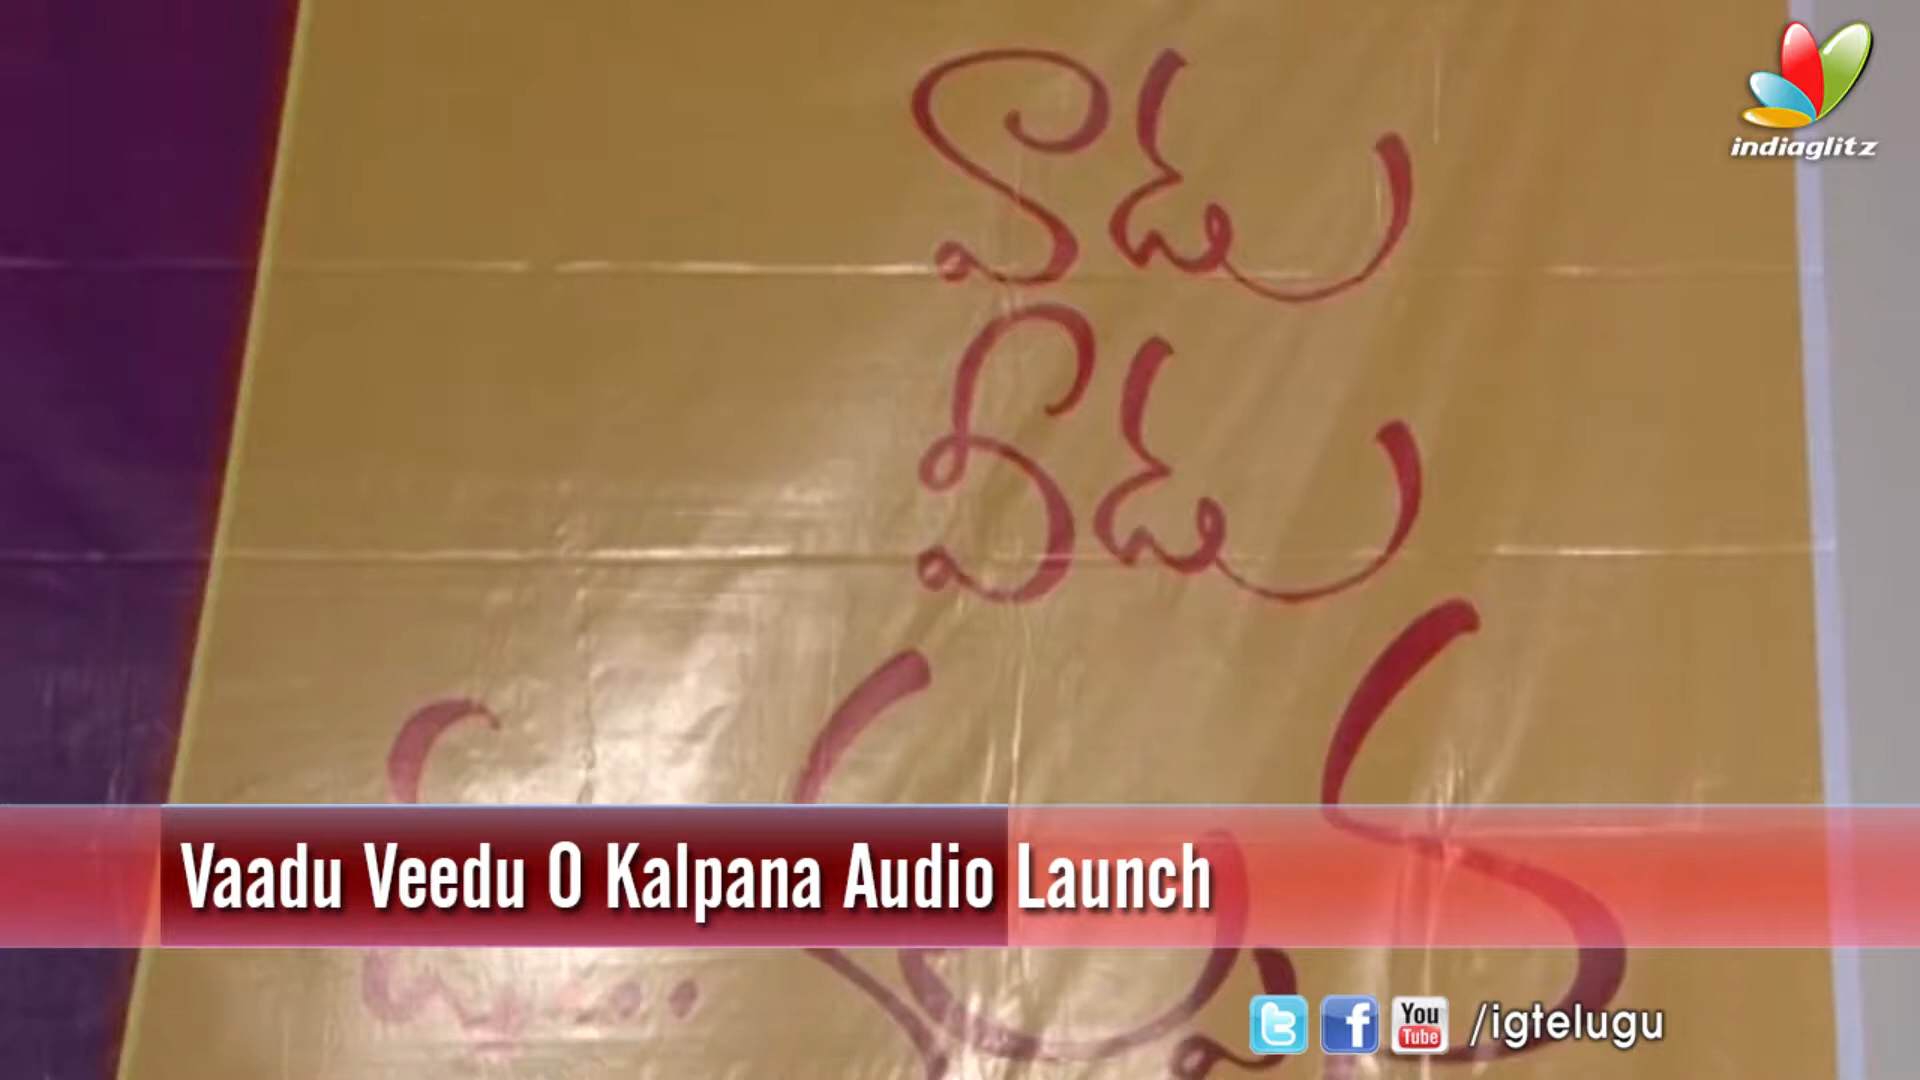 indiaglitz
వాడు
వీడు
Vaadu Veedu O Kalpana Audio Launch
You
Tube
/igtelugu